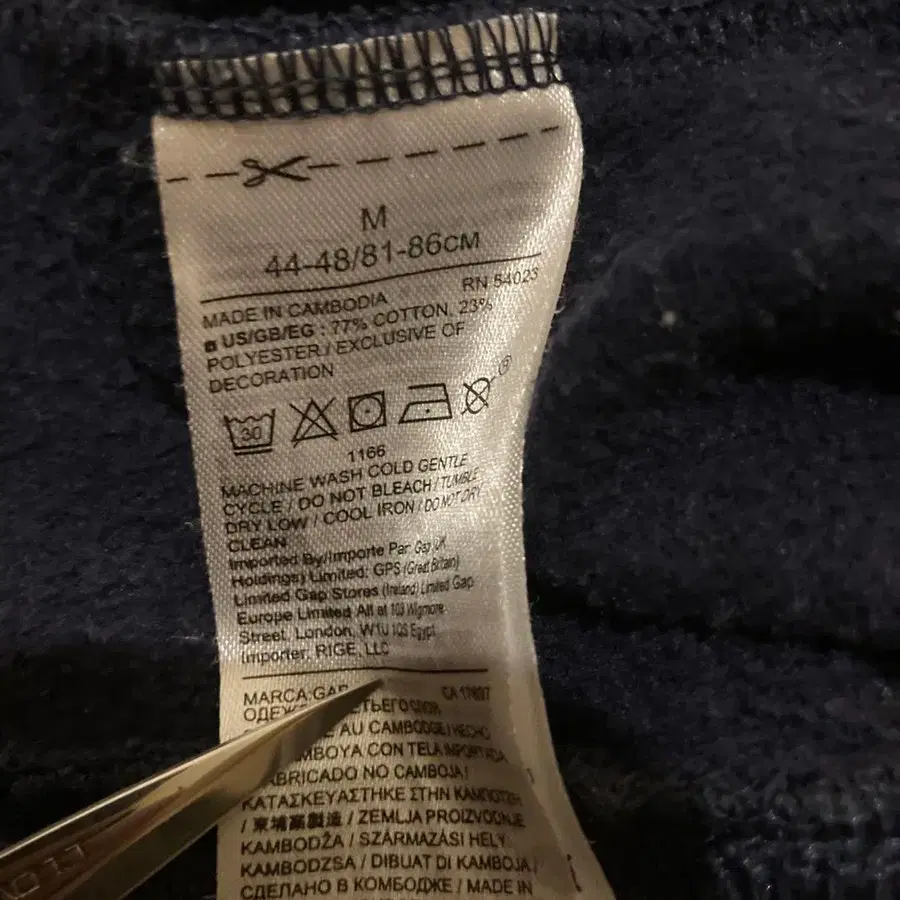 M
44-48/81-86CM
RN 54023
MADE IN CAMBODIA
US/GB/EG : 77% COTTON, 23%
POLYESTER / EXCLUSIVE OF
DECORATION
30
1166
MACHINE WASH COLD GENTLE
CYCLE / DO NOT BLEACH / TUMBLE
DRY LOW / COOL IRON / DO NOT DRY
CLEAN
Imported By/Importe Par: Gap UK
Holdings) Limited: GPS (Great Britain)
Limited Gap Stores (Ireland) Limited Gap
Europe Limited All at 103 Wigmore
Street, London, W1U 1QS Egypt
Importer, RIGE, LLC
MARCA: GAP CA 17897
AU CAMBODGE / HECHO
CON TELA IMPORTADA
FABRICADO NO CAMBOJA /
ΚΑΤΑΣΚΕΥΑΣΤΗΚΕ ΣΤΗΝ ΚΑΜΠΟΤΖΗ
/ 柬埔寨製造 / ZEMLJA PROIZVODNJE
KAMBODŽA / SZÁRMAZÁSI HELY:
KAMBODZSA / DIBUAT DI KAMBOJA /
СДЕЛАНО В КОМБОДЖЕ / MADE IN